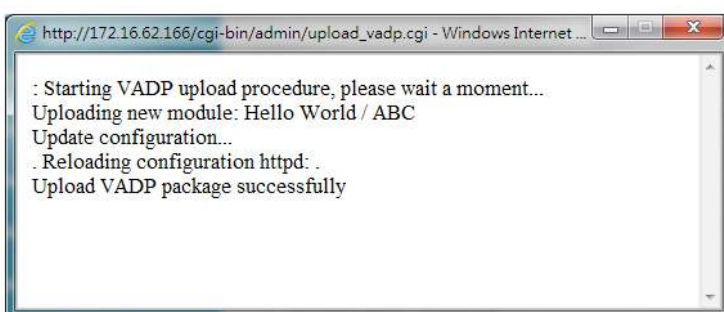 http://172.16.62.166/cgi-bin/admin/upload_vadp.cgi - Windows Internet ...
: Starting VADP upload procedure, please wait a moment...
Uploading new module: Hello World / ABC
Update configuration...
. Reloading configuration httpd: .
Upload VADP package successfully